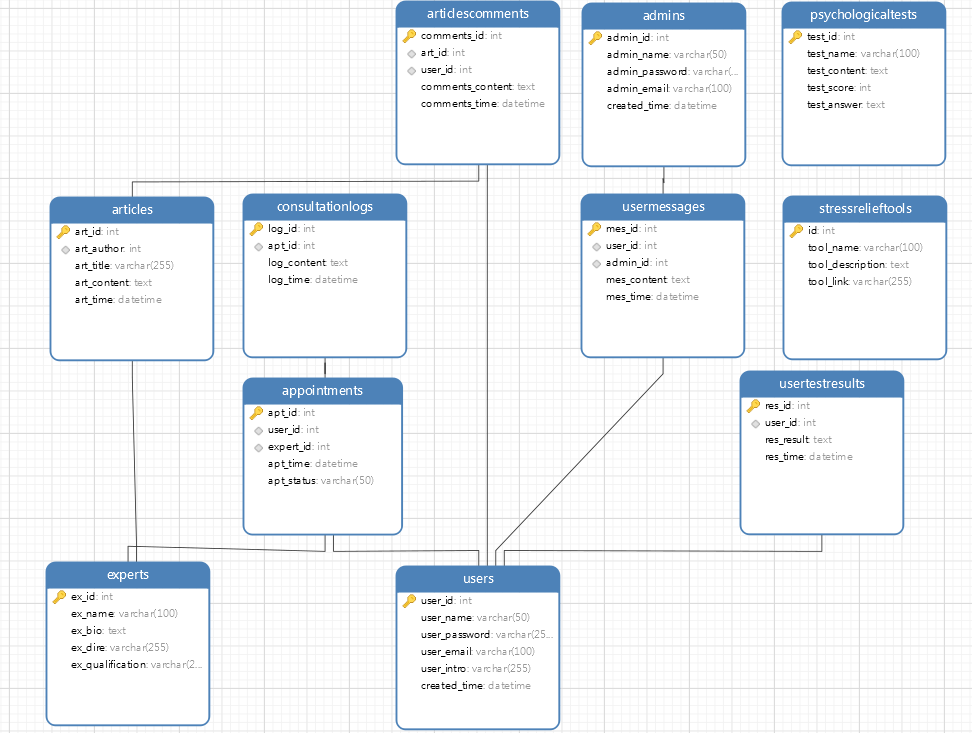 articlescomments
comments_id: int
art_id: int
user_id: int
comments_content: text
comments_time: datetime
admins
admin_id: int
admin_name: varchar(50)
admin_password: varchar(...
admin_email: varchar(100)
created_time: datetime
psychologicaltests
test_id: int
test_name: varchar(100)
test_content: text
test_score: int
test_answer: text
articles
art_id: int
art_author: int
art_title: varchar(255)
art_content: text
art_time: datetime
consultationlogs
log_id: int
apt_id: int
log_content: text
log_time: datetime
usermessages
mes_id: int
user_id: int
admin_id: int
mes_content: text
mes_time: datetime
stressrelieftools
id: int
tool_name: varchar(100)
tool_description: text
tool_link: varchar(255)
appointments
apt_id: int
user_id: int
expert_id: int
apt_time: datetime
apt_status: varchar(50)
usertestresults
res_id: int
user_id: int
res_result: text
res_time: datetime
experts
ex_id: int
ex_name: varchar(100)
ex_bio: text
ex_dire: varchar(255)
ex_qualification: varchar(2...
users
user_id: int
user_name: varchar(50)
user_password: varchar(25...
user_email: varchar(100)
user_intro: varchar(255)
created_time: datetime